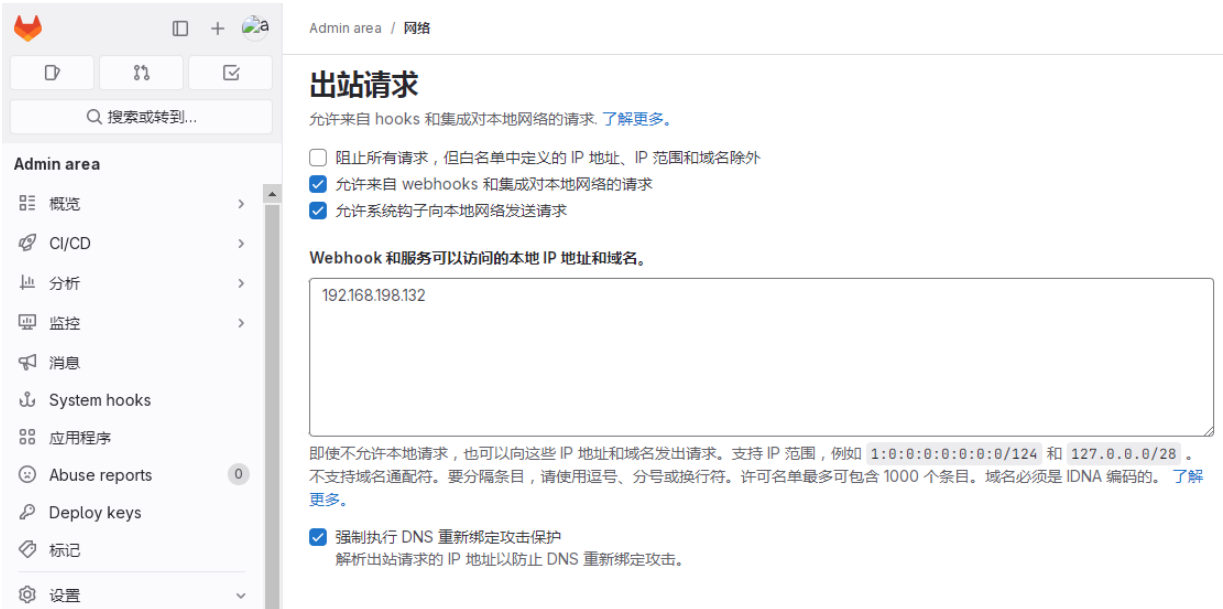 a
Admin area / 网络
搜索或转到...
Admin area
概览
CI/CD
分析
监控
消息
System hooks
应用程序
Abuse reports 0
Deploy keys
标记
设置
出站请求
允许来自 hooks 和集成对本地网络的请求. 了解更多。
阻止所有请求，但白名单中定义的 IP 地址、IP 范围和域名除外
允许来自 webhooks 和集成对本地网络的请求
允许系统钩子向本地网络发送请求
Webhook 和服务可以访问的本地 IP 地址和域名。
192.168.198.132
即使不允许本地请求，也可以向这些 IP 地址和域名发出请求。支持 IP 范围，例如 1:0:0:0:0:0:0:0/124 和 127.0.0.0/28 。
不支持域名通配符。要分隔条目，请使用逗号、分号或换行符。许可名单最多可包含 1000 个条目。域名必须是 IDNA 编码的。 了解
更多。
强制执行 DNS 重新绑定攻击保护
解析出站请求的 IP 地址以防止 DNS 重新绑定攻击。